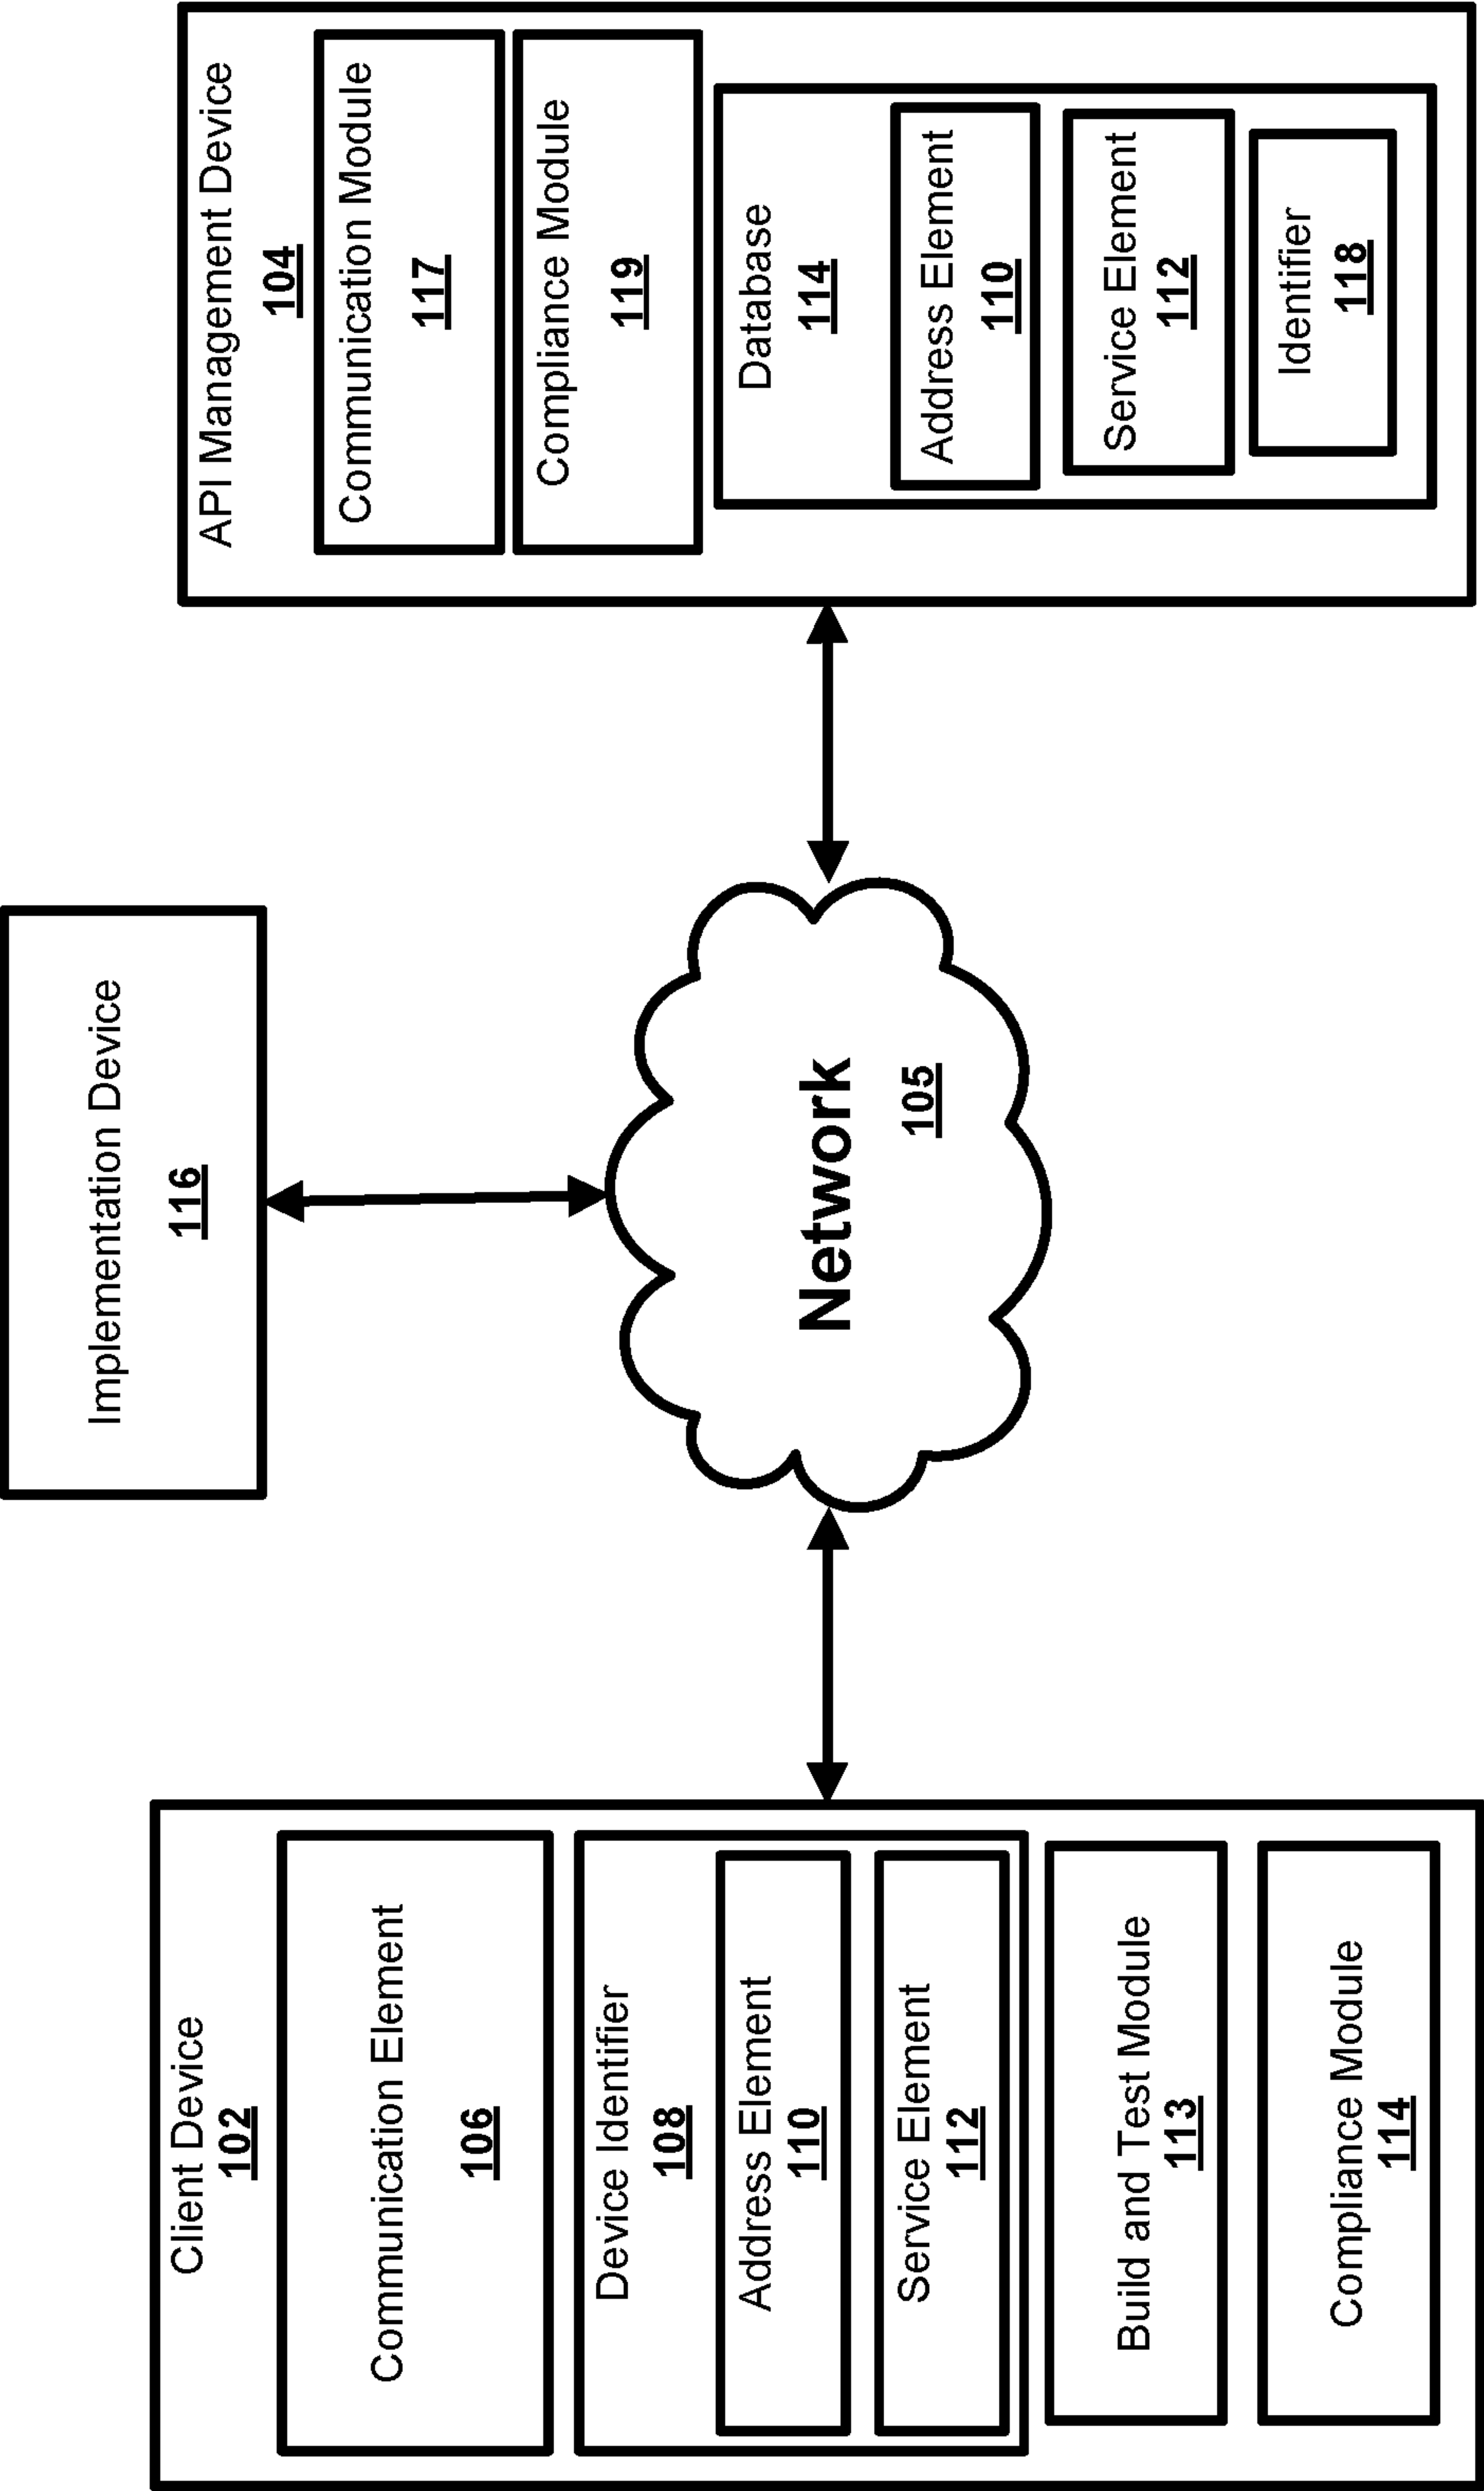 Client Device
102
Communication Element
106
Device Identifier
108
Address Element
110
Service Element
112
Build and Test Module
113
Compliance Module
114
Implementation Device
116
Network
105
API Management Device
104
Communication Module
117
Compliance Module
119
Database
114
Address Element
110
Service Element
112
Identifier
118